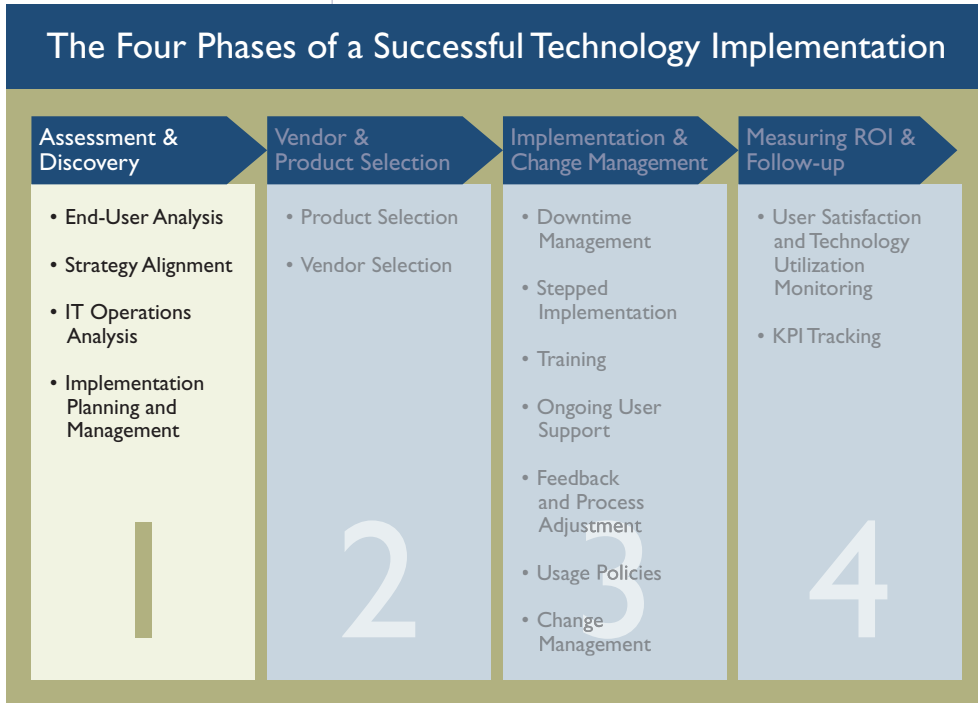 The Four Phases of a Successful Technology Implementation
Assessment &
Discovery
• End-User Analysis
• Strategy Alignment
• IT Operations
Analysis
• Implementation
Planning and
Management
1
Vendor &
Product Selection
• Product Selection
• Vendor Selection
2
Implementation &
Change Management
• Downtime
Management
• Stepped
Implementation
• Training
• Ongoing User
Support
• Feedback
and Process
Adjustment
• Usage Policies
• Change
Management
3
Measuring ROI &
Follow-up
• User Satisfaction
and Technology
Utilization
Monitoring
• KPI Tracking
4